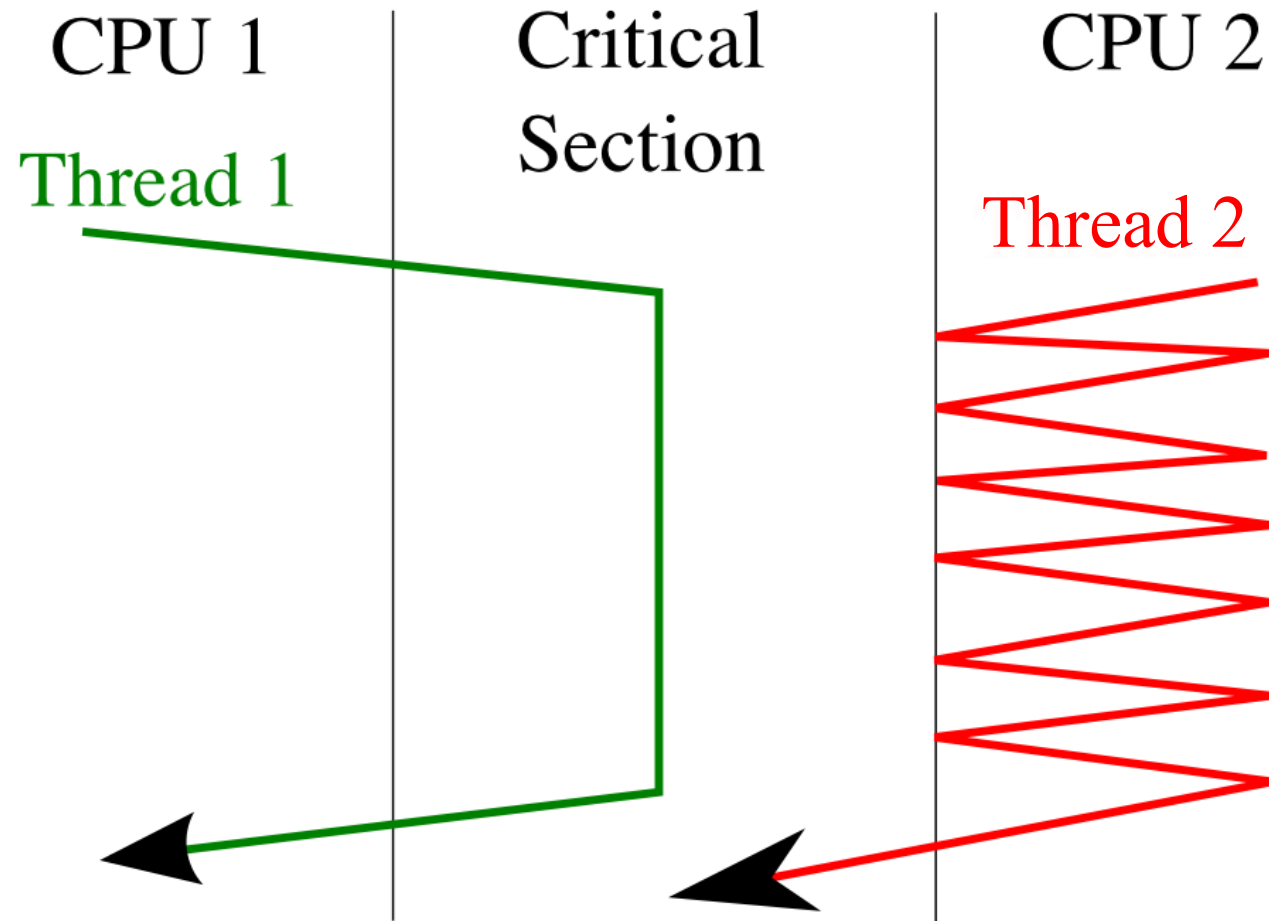 CPU 1
Critical
Section
CPU 2
Thread 1
Thread 2